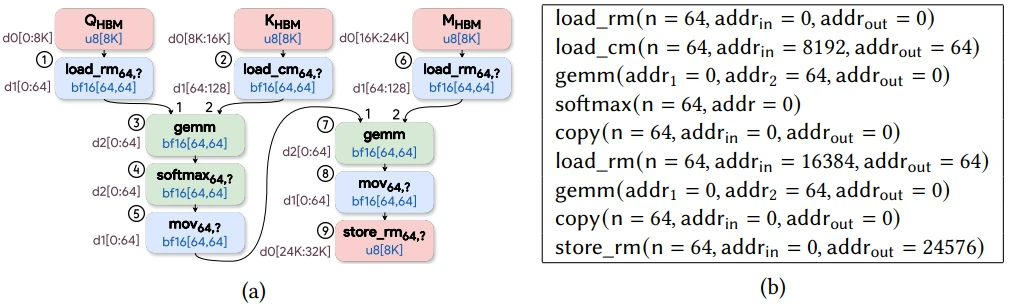 Q_HBM
u8[8K]
d0[0:8K]
K_HBM
u8[8K]
d0[8K:16K]
M_HBM
u8[8K]
d0[16K:24K]
①
load_rm64,?
bf16[64,64]
d1[0:64]
②
load_cm64,?
bf16[64,64]
d1[64:128]
⑥
load_rm64,?
bf16[64,64]
d1[64:128]
1 2
③
gemm
bf16[64,64]
d2[0:64]
④
softmax64,?
bf16[64,64]
d2[0:64]
⑤
mov64,?
bf16[64,64]
d1[0:64]
1 2
⑦
gemm
bf16[64,64]
d2[0:64]
⑧
mov64,?
bf16[64,64]
d1[0:64]
⑨
store_rm64,?
u8[8K]
d0[24K:32K]
(a)
load_rm(n = 64, addr_in = 0, addr_out = 0)
load_cm(n = 64, addr_in = 8192, addr_out = 64)
gemm(addr_1 = 0, addr_2 = 64, addr_out = 0)
softmax(n = 64, addr = 0)
copy(n = 64, addr_in = 0, addr_out = 0)
load_rm(n = 64, addr_in = 16384, addr_out = 64)
gemm(addr_1 = 0, addr_2 = 64, addr_out = 0)
copy(n = 64, addr_in = 0, addr_out = 0)
store_rm(n = 64, addr_in = 0, addr_out = 24576)
(b)